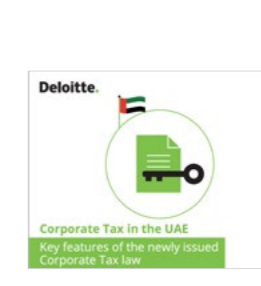 Deloitte.
Corporate Tax in the UAE
Key features of the newly issued
Corporate Tax law